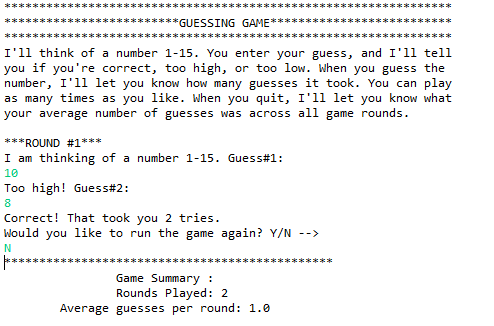 ****************************************************************
*************************GUESSING GAME**************************
****************************************************************
I'll think of a number 1-15. You enter your guess, and I'll tell
you if you're correct, too high, or too low. When you guess the
number, I'll let you know how many guesses it took. You can play
as many times as you like. When you quit, I'll let you know what
your average number of guesses was across all game rounds.
***ROUND #1***
I am thinking of a number 1-15. Guess#1:
10
Too high! Guess#2:
8
Correct! That took you 2 tries.
Would you like to run the game again? Y/N -->
N
***********************************************
Game Summary :
Rounds Played: 2
Average guesses per round: 1.0